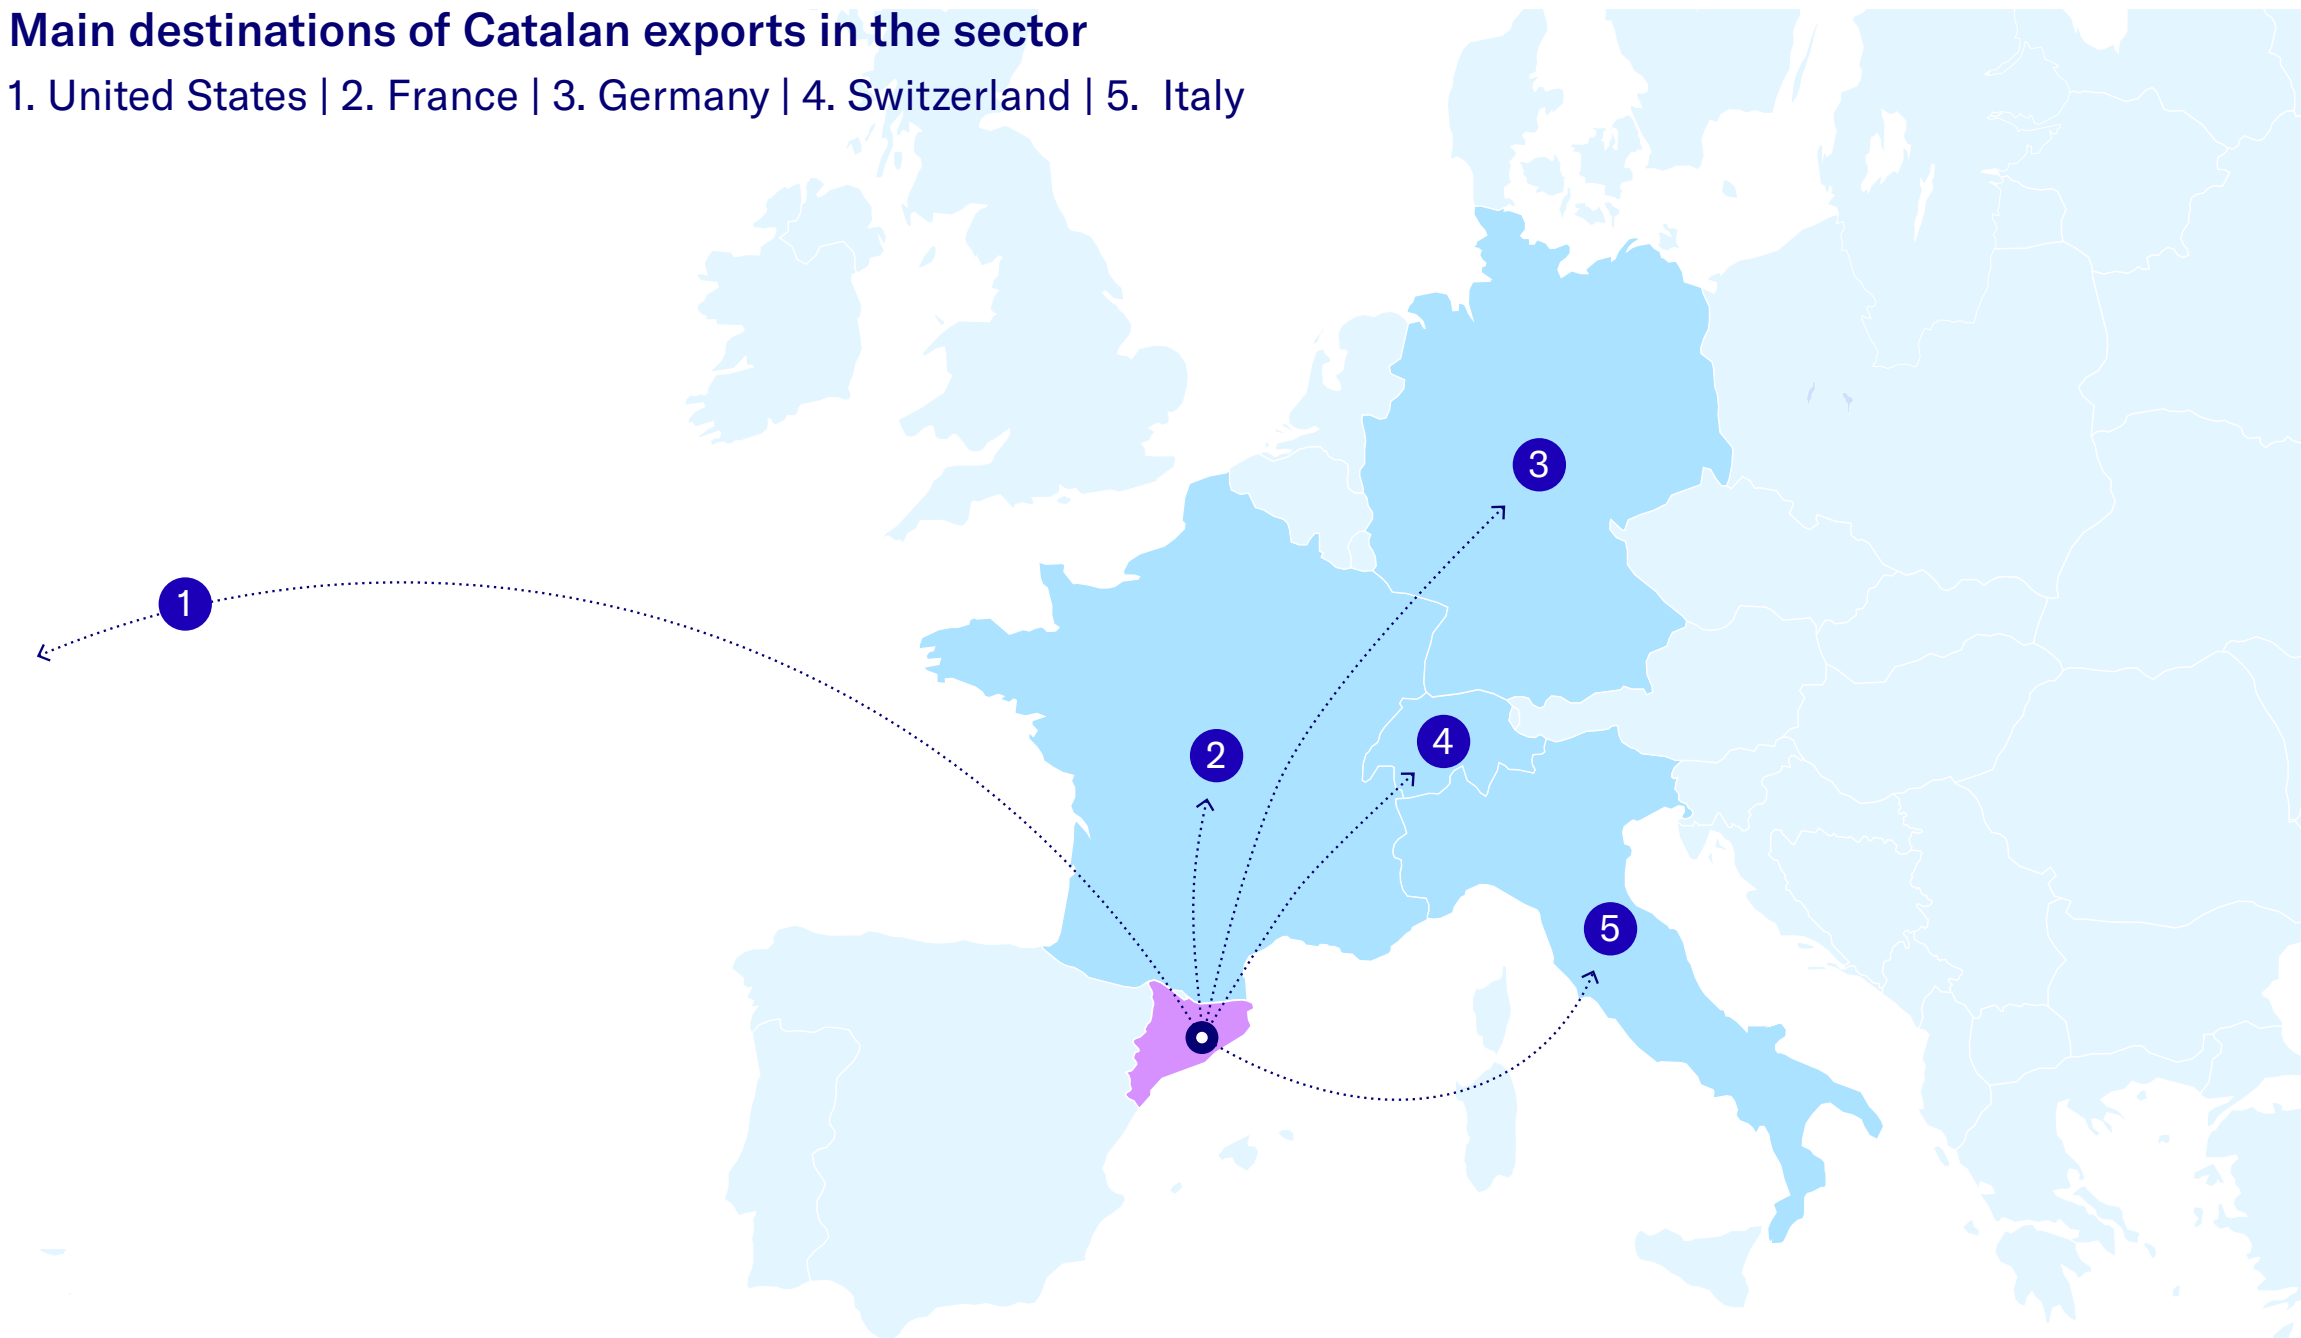 Main destinations of Catalan exports in the sector
1. United States | 2. France | 3. Germany | 4. Switzerland | 5. Italy
3
1
4
2
5